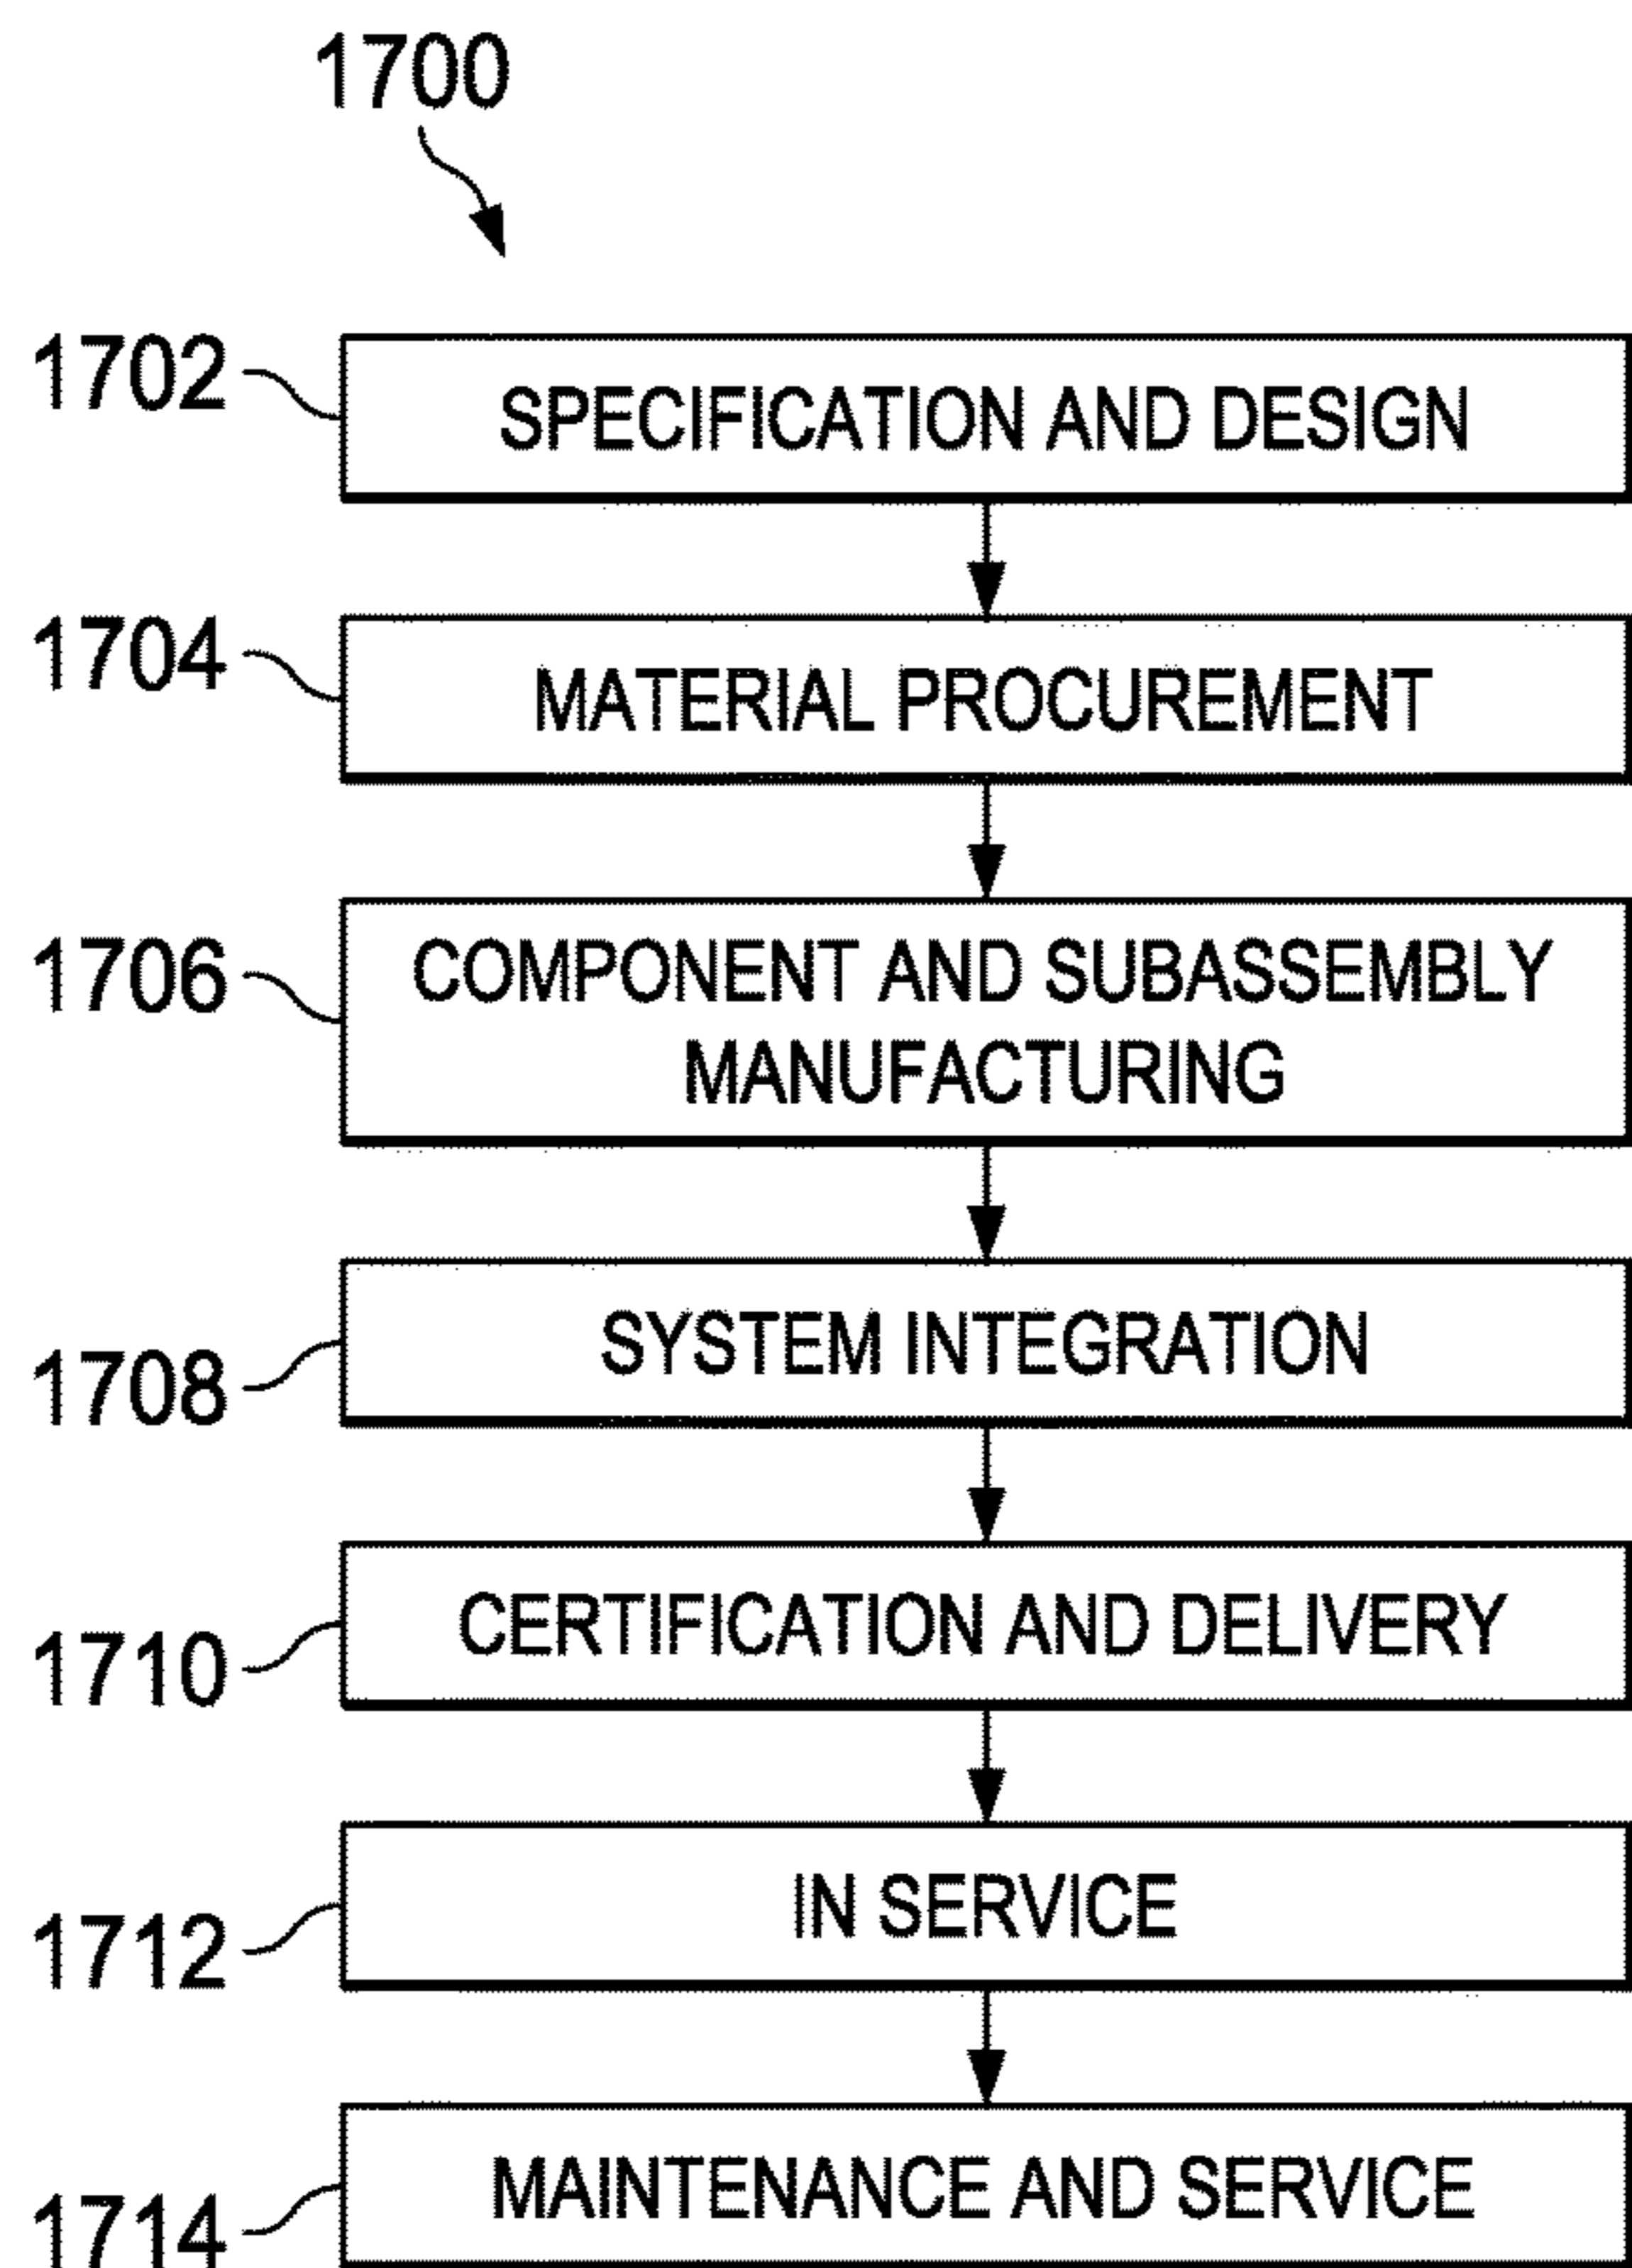 1700
1702 SPECIFICATION AND DESIGN
1704 MATERIAL PROCUREMENT
1706 COMPONENT AND SUBASSEMBLY
MANUFACTURING
1708 SYSTEM INTEGRATION
1710 CERTIFICATION AND DELIVERY
1712 IN SERVICE
1714 MAINTENANCE AND SERVICE